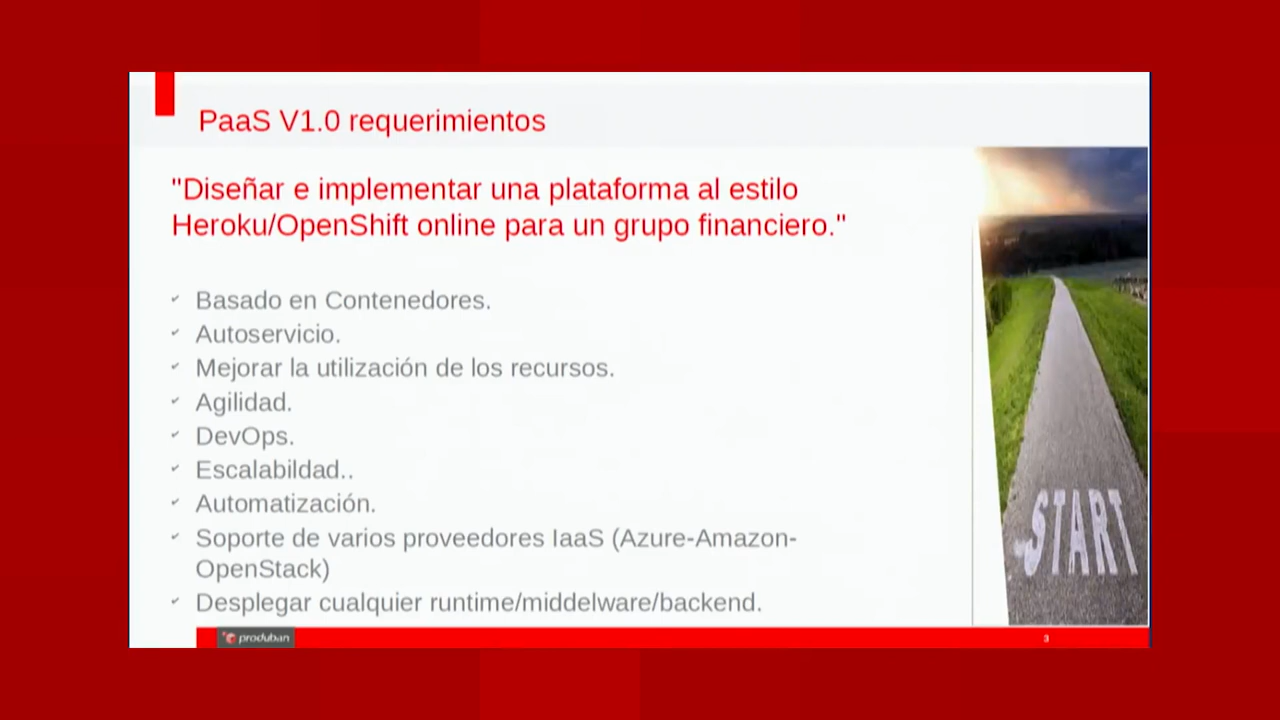 PaaS V1.0 requerimientos
"Diseñar e implementar una plataforma al estilo
Heroku/OpenShift online para un grupo financiero."
Basado en Contenedores.
Autoservicio.
Mejorar la utilización de los recursos.
Agilidad.
DevOps.
Escalabildad..
Automatización.
Soporte de varios proveedores IaaS (Azure-Amazon-
OpenStack)
Desplegar cualquier runtime/middelware/backend.
START
produban
3